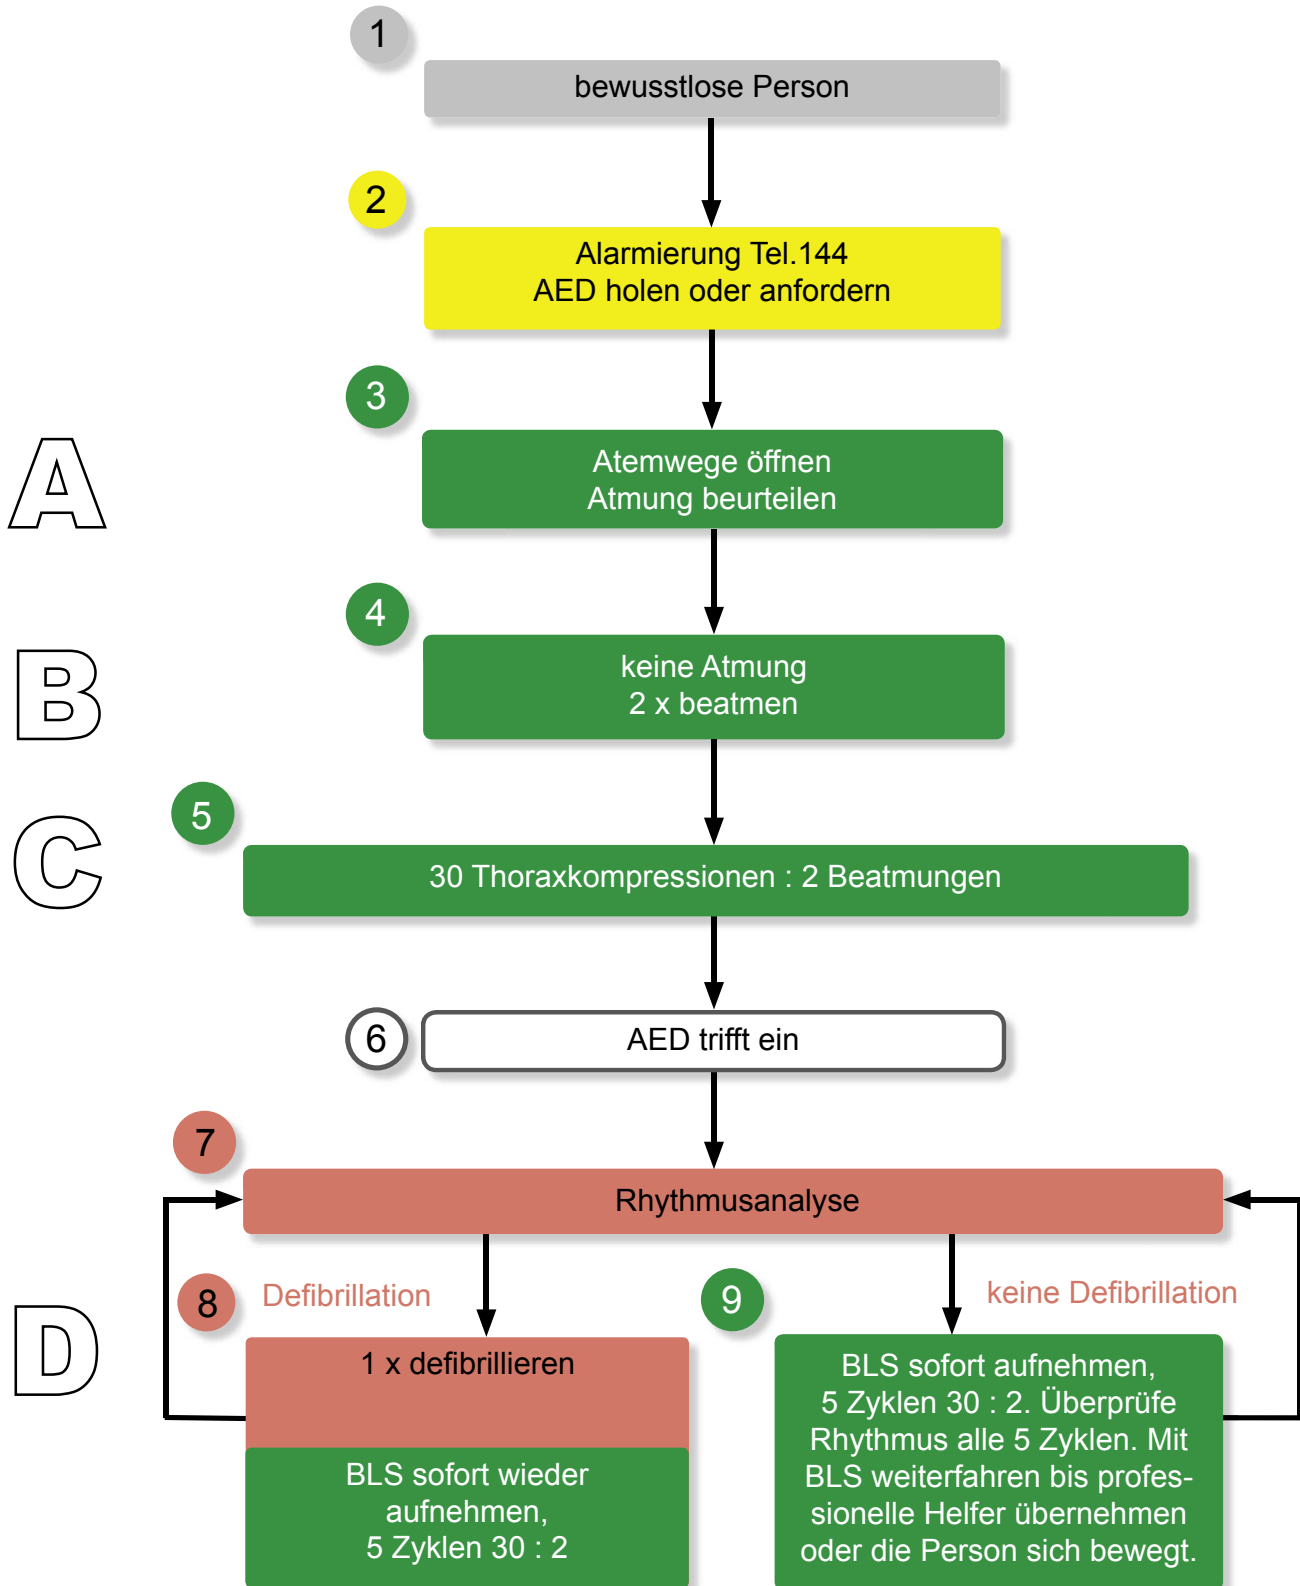 1
bewusstlose Person
2
Alarmierung Tel.144
AED holen oder anfordern
3
A
Atemwege öffnen
Atmung beurteilen
4
B
keine Atmung
2 x beatmen
5
C
30 Thoraxkompressionen : 2 Beatmungen
6
AED trifft ein
7
Rhythmusanalyse
8
Defibrillation
9
keine Defibrillation
D
1 x defibrillieren
BLS sofort wieder
aufnehmen,
5 Zyklen 30 : 2
BLS sofort aufnehmen,
5 Zyklen 30 : 2. Überprüfe
Rhythmus alle 5 Zyklen. Mit
BLS weiterfahren bis profes-
sionelle Helfer übernehmen
oder die Person sich bewegt.